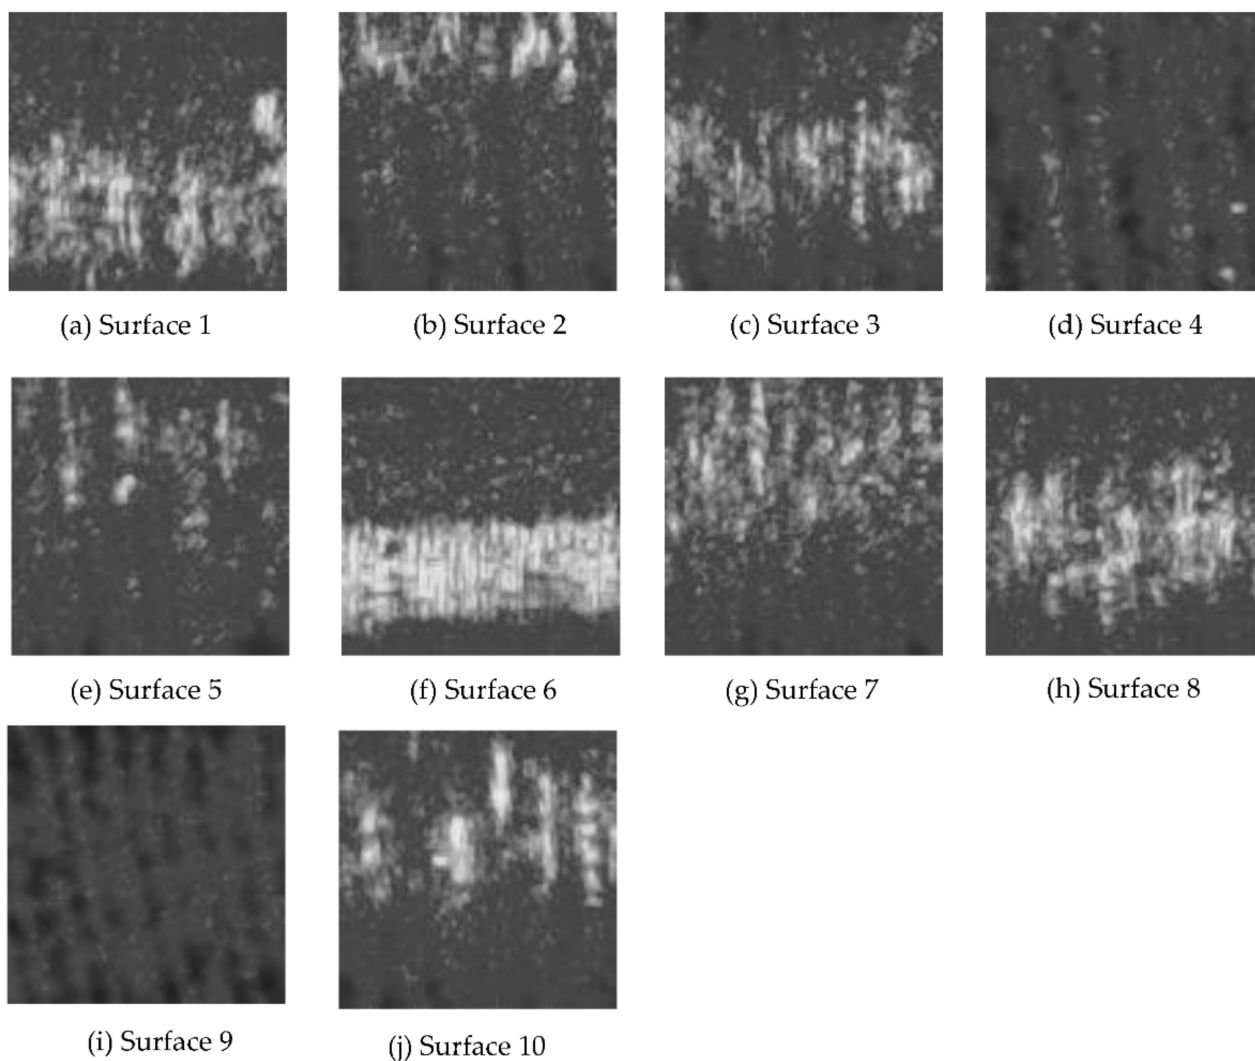 (a) Surface 1
(b) Surface 2
(c) Surface 3
(d) Surface 4
(e) Surface 5
(f) Surface 6
(g) Surface 7
(h) Surface 8
(i) Surface 9
(j) Surface 10